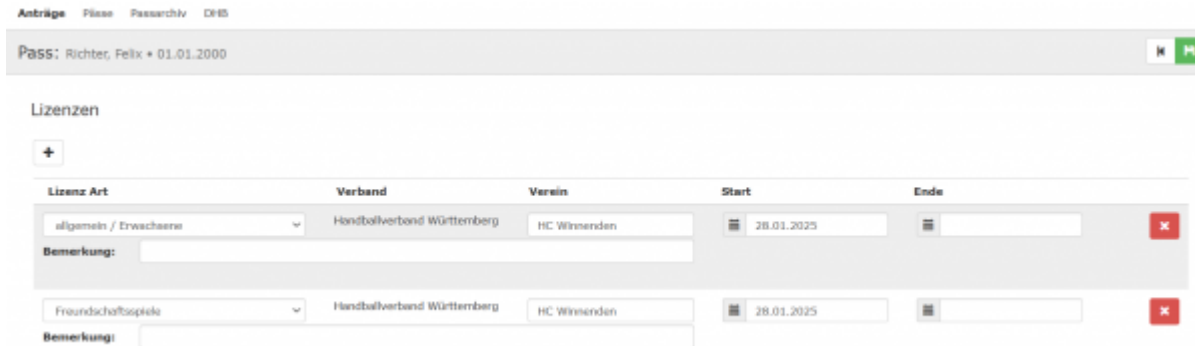 Anträge Pässe Passarchiv DHB
Pass: Richter, Felix • 01.01.2000
Lizenzen
Lizenz Art Verband Verein Start Ende
allgemein / Erwachsene Handballverband Württemberg HC Winnenden 28.01.2025
Bemerkung:
Freundschaftsspiele Handballverband Württemberg HC Winnenden 28.01.2025
Bemerkung: